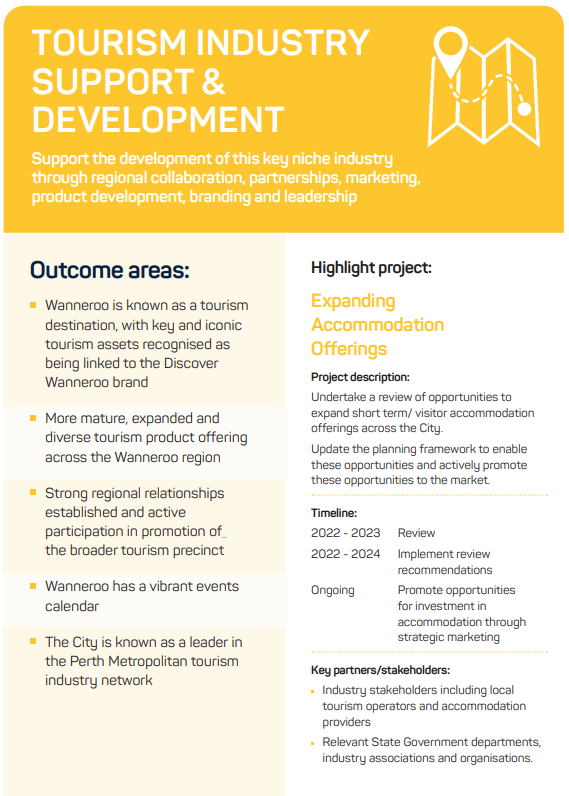 TOURISM INDUSTRY
SUPPORT &
DEVELOPMENT
Support the development of this key niche industry
through regional collaboration, partnerships, marketing,
product development, branding and leadership
Outcome areas:
Wanneroo is known as a tourism
destination, with key and iconic
tourism assets recognised as
being linked to the Discover
Wanneroo brand
More mature, expanded and
diverse tourism product offering
across the Wanneroo region
Strong regional relationships
established and active
participation in promotion of_
the broader tourism precinct
Wanneroo has a vibrant events
calendar
The City is known as a leader in
the Perth Metropolitan tourism
industry network
Highlight project:
Expanding
Accommodation
Offerings
Project description:
Undertake a review of opportunities to
expand short term/ visitor accommodation
offerings across the City.
Update the planning framework to enable
these opportunities and actively promote
these opportunities to the market.
Timeline:
2022 - 2023 Review
2022 - 2024 Implement review
recommendations
Ongoing Promote opportunities
for investment in
accommodation through
strategic marketing
Key partners/stakeholders:
Industry stakeholders including local
tourism operators and accommodation
providers
Relevant State Government departments,
industry associations and organisations.